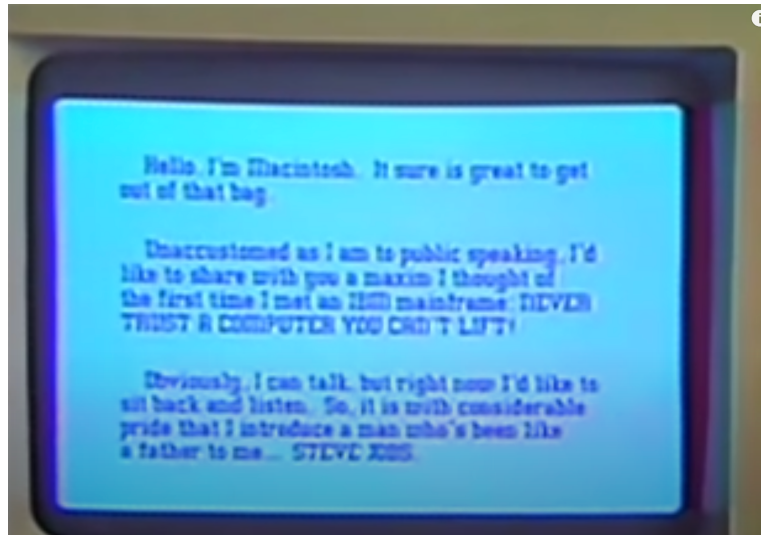 Hello, I'm Macintosh. It sure is great to get
out of that bag.
Unaccustomed as I am to public speaking, I'd
like to share with you a maxim I thought of
the first time I met an IBM mainframe: NEVER
TRUST A COMPUTER YOU CAN'T LIFT!
Obviously, I can talk, but right now I'd like to
sit back and listen. So, it is with considerable
pride that I introduce a man who's been like
a father to me... STEVE JOBS.